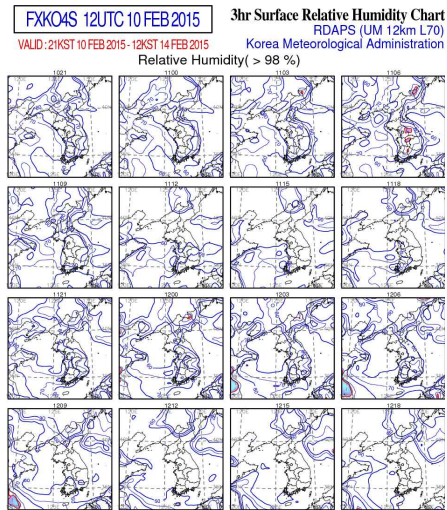 FXKO4S 12UTC 10 FEB 2015
3hr Surface Relative Humidity Chart
RDAPS (UM 12km L70)
VALID : 21KST 10 FEB 2015 - 12KST 14 FEB 2015
Korea Meteorological Administration
Relative Humidity( > 98 %)
1021 1100 1103 1106
1109 1112 1115 1118
1121 1200 1203 1206
1209 1212 1215 1218